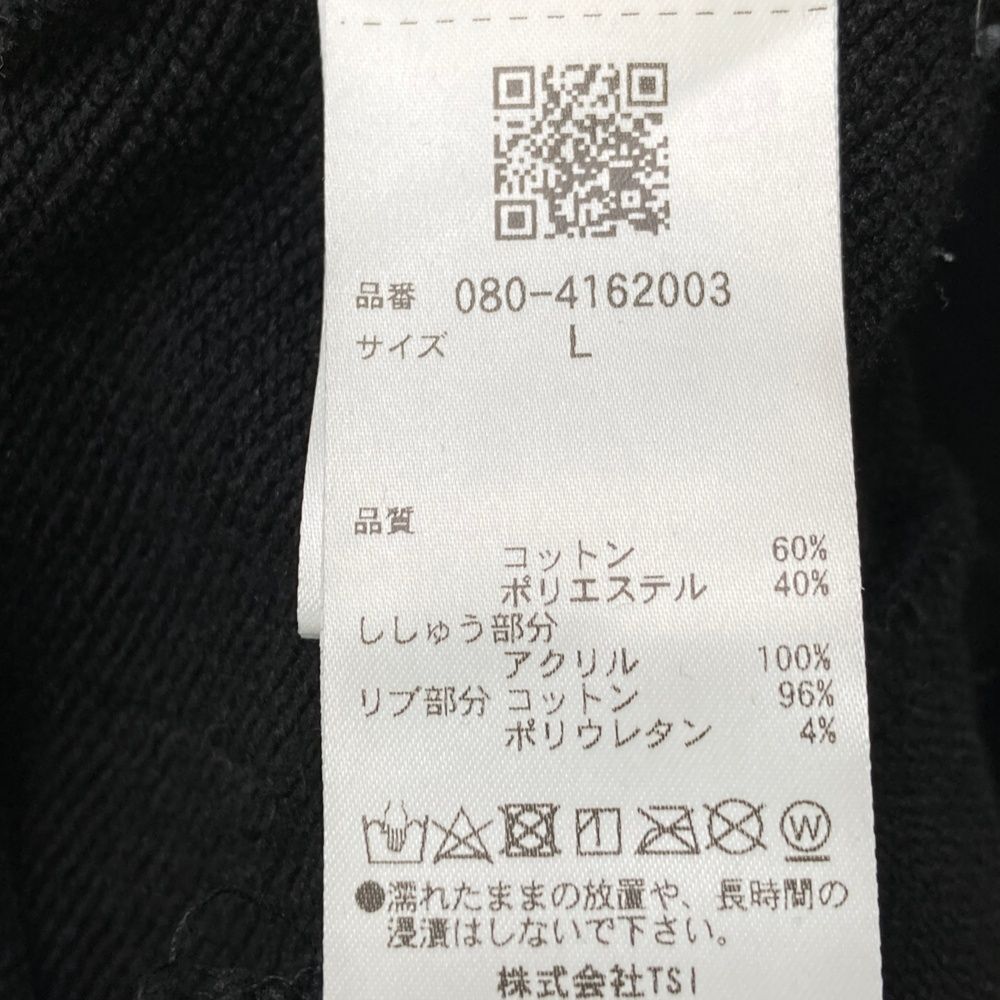 品番 080-4162003
サイズ L
品質
コットン 60%
ポリエステル 40%
ししゅう部分
アクリル 100%
リブ部分 コットン 96%
ポリウレタン 4%
W
●濡れたままの放置や、長時間の
浸漬はしないで下さい。
株式会社TSI